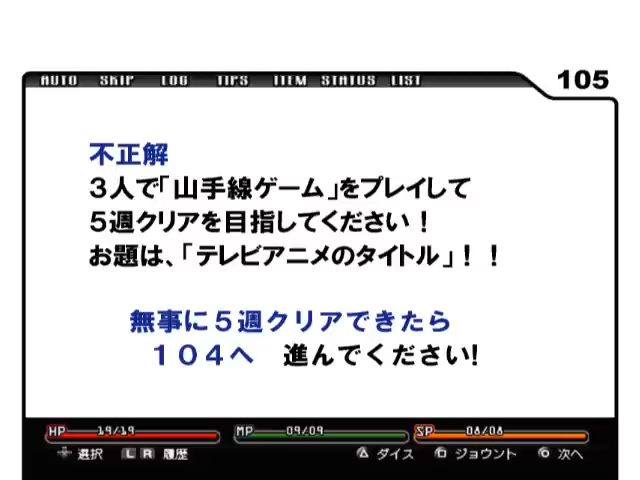 AUTO SKIP LOG TIPS ITEM STATUS LIST
105
不正解
3人で「山手線ゲーム」をプレイして
5週クリアを目指してください！
お題は、「テレビアニメのタイトル」！！
無事に5週クリアできたら
104へ 進んでください!
HP 19/19 MP 09/09 SP 08/08
選択 L R 履歴 A ダイス ジョウント 次へ